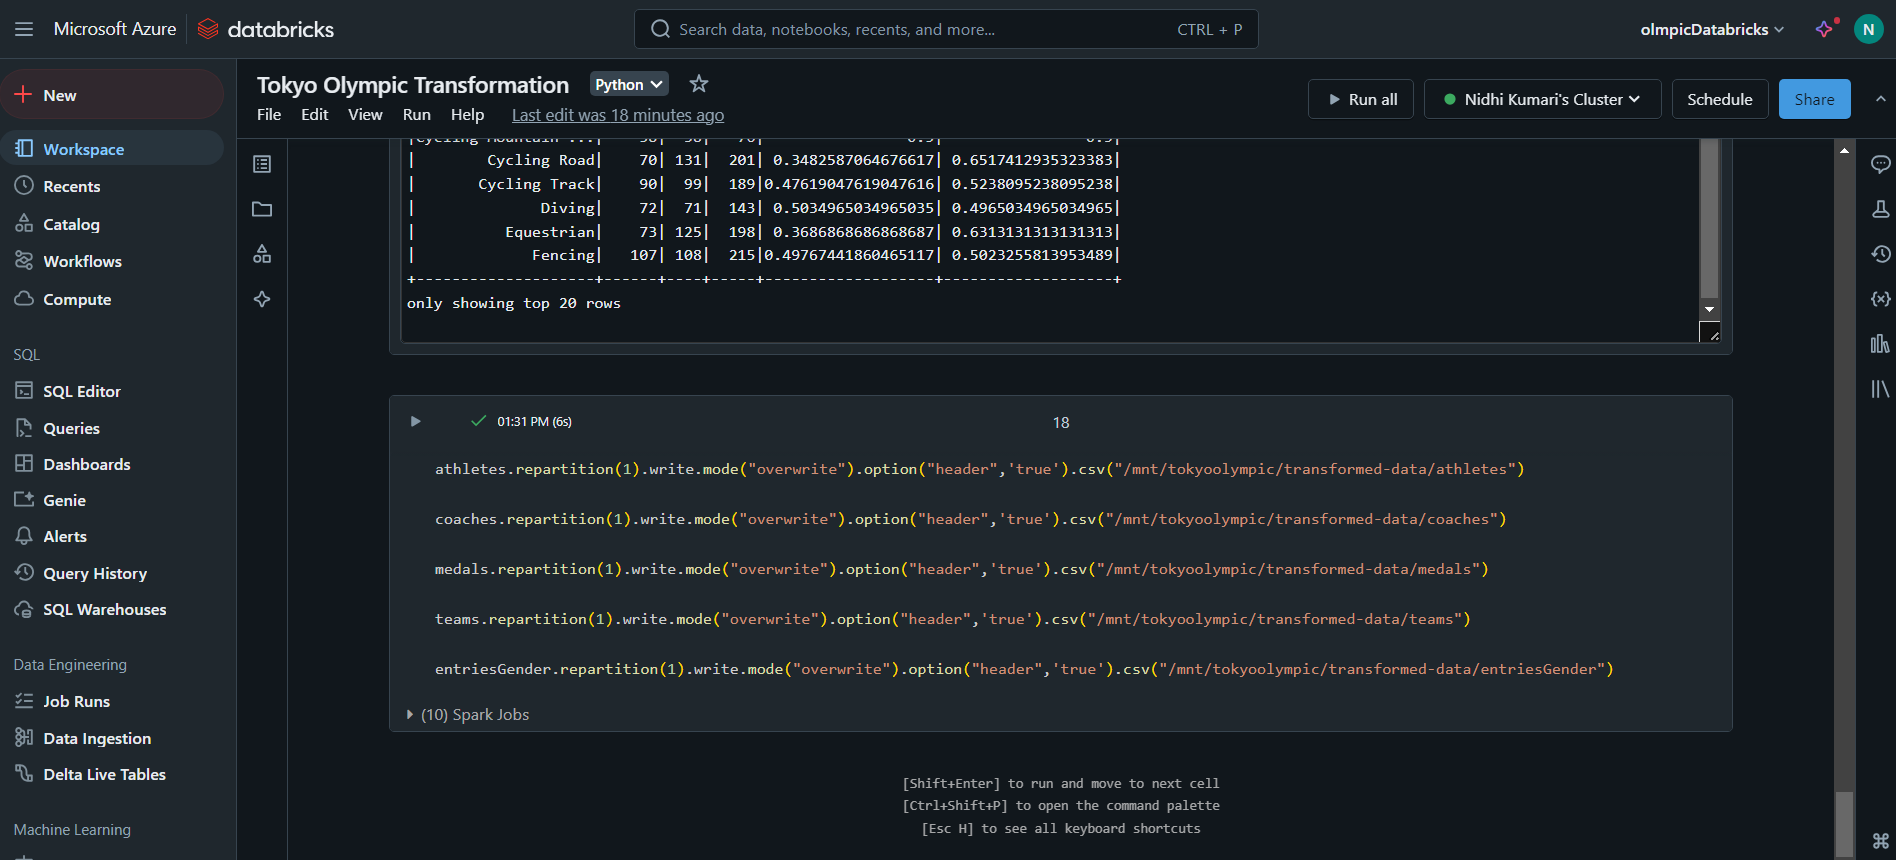 Microsoft Azure
databricks
Search data, notebooks, recents, and more...
CTRL + P
olmpicDatabricks
N
New
Workspace
Recents
Catalog
Workflows
Compute
SQL
SQL Editor
Queries
Dashboards
Genie
Alerts
Query History
SQL Warehouses
Data Engineering
Job Runs
Data Ingestion
Delta Live Tables
Machine Learning
Tokyo Olympic Transformation
Python
File Edit View Run Help Last edit was 18 minutes ago
Run all
Nidhi Kumari's Cluster
Schedule
Share
| Cycling Road| 70| 131| 201| 0.3482587064676617| 0.6517412935323383|
| Cycling Track| 90| 99| 189|0.47619047619047616| 0.5238095238095238|
| Diving| 72| 71| 143| 0.5034965034965035| 0.4965034965034965|
| Equestrian| 73| 125| 198| 0.3686868686868687| 0.6313131313131313|
| Fencing| 107| 108| 215|0.49767441860465117| 0.5023255813953489|
+--------------------+------+----+-----+-------------------+------------------+
only showing top 20 rows
01:31 PM (6s)
18
athletes.repartition(1).write.mode("overwrite").option("header",'true').csv("/mnt/tokyoolympic/transformed-data/athletes")
coaches.repartition(1).write.mode("overwrite").option("header",'true').csv("/mnt/tokyoolympic/transformed-data/coaches")
medals.repartition(1).write.mode("overwrite").option("header",'true').csv("/mnt/tokyoolympic/transformed-data/medals")
teams.repartition(1).write.mode("overwrite").option("header",'true').csv("/mnt/tokyoolympic/transformed-data/teams")
entriesGender.repartition(1).write.mode("overwrite").option("header",'true').csv("/mnt/tokyoolympic/transformed-data/entriesGender")
(10) Spark Jobs
[Shift+Enter] to run and move to next cell
[Ctrl+Shift+P] to open the command palette
[Esc H] to see all keyboard shortcuts